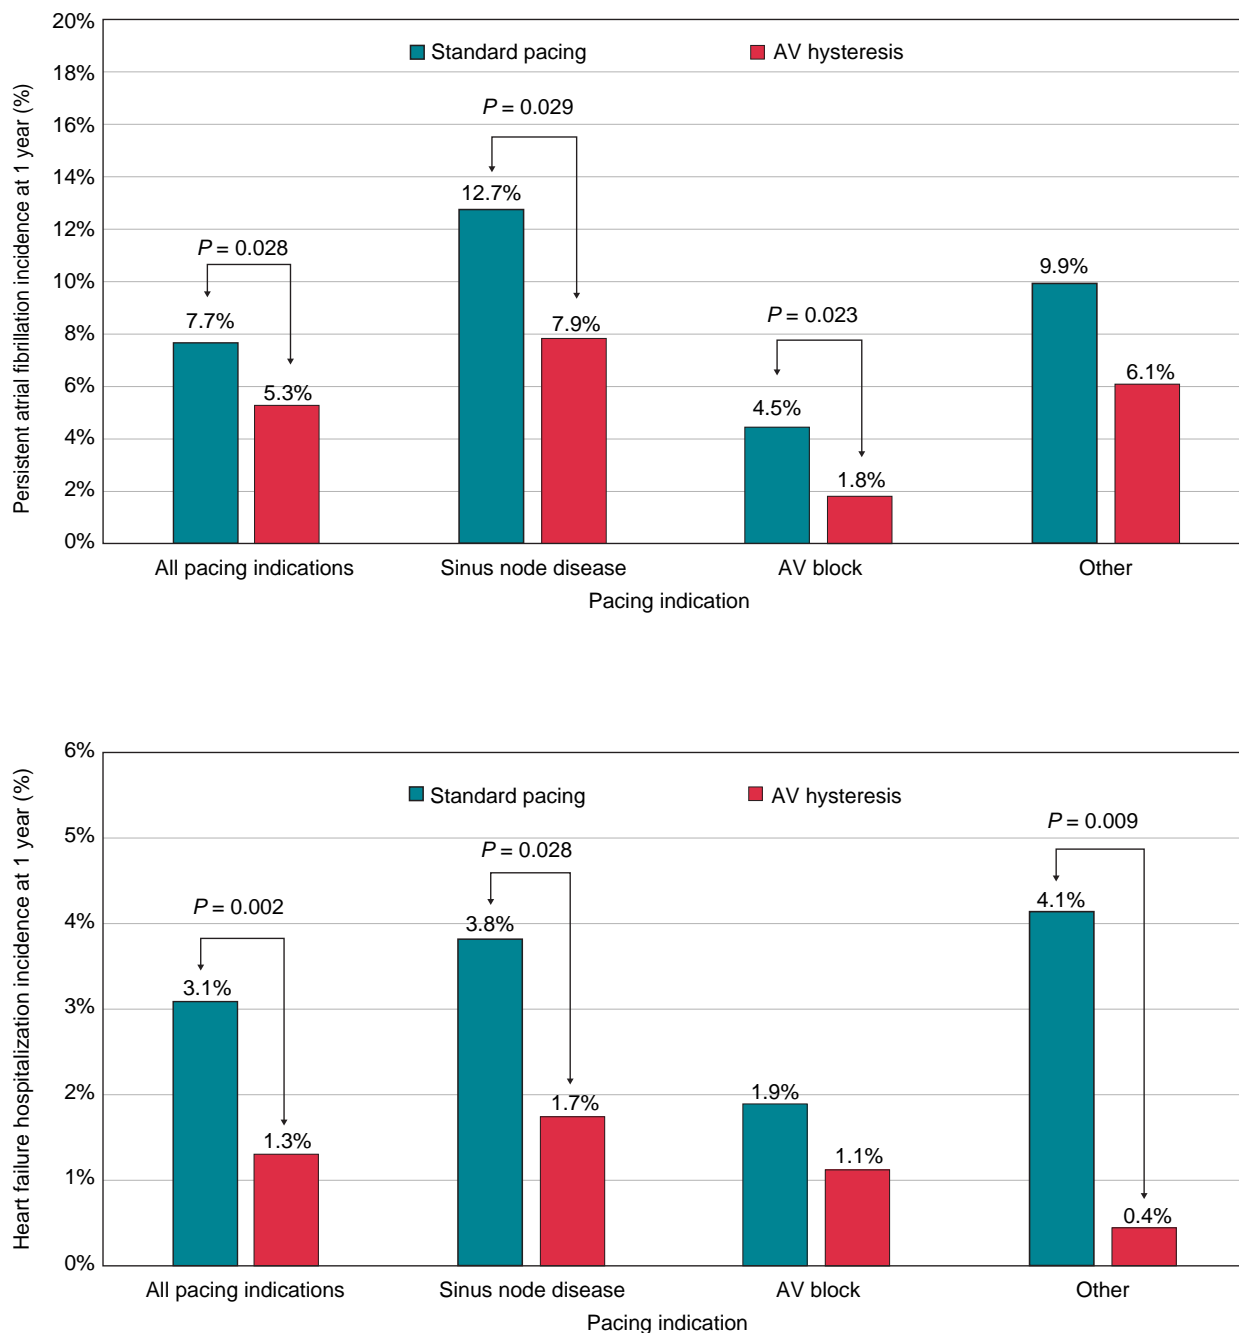 Persistent atrial fibrillation incidence at 1 year (%)
20%
18%
16%
14%
12%
10%
8%
6%
4%
2%
0%
Standard pacing
AV hysteresis
P = 0.028
7.7%
5.3%
P = 0.029
12.7%
7.9%
P = 0.023
4.5%
1.8%
9.9%
6.1%
All pacing indications
Sinus node disease
AV block
Other
Pacing indication
Heart failure hospitalization incidence at 1 year (%)
6%
5%
4%
3%
2%
1%
0%
Standard pacing
AV hysteresis
P = 0.002
3.1%
1.3%
P = 0.028
3.8%
1.7%
1.9%
1.1%
P = 0.009
4.1%
0.4%
All pacing indications
Sinus node disease
AV block
Other
Pacing indication